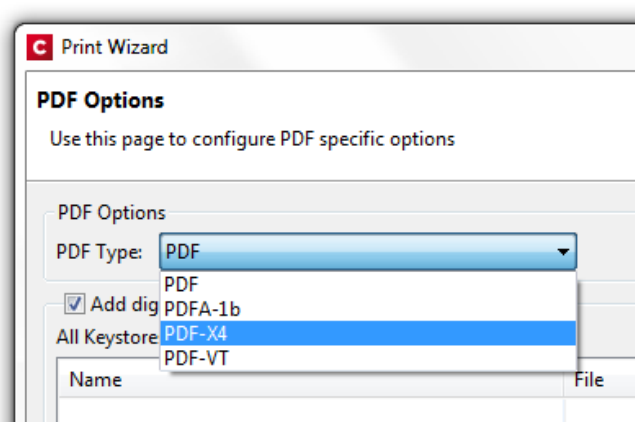 C Print Wizard
PDF Options
Use this page to configure PDF specific options
PDF Options
PDF Type: PDF
PDF
Add dig
PDFA-1b
All Keystore
PDF-X4
PDF-VT
Name File